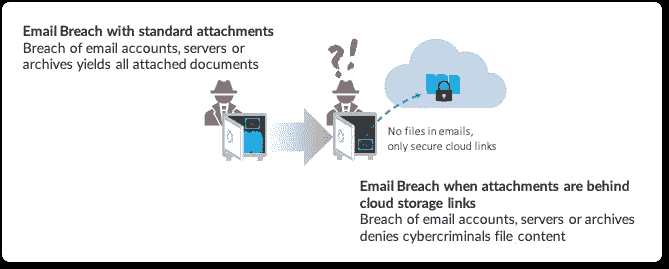 Email Breach with standard attachments
Breach of email accounts, servers or
archives yields all attached documents
?!
No files in emails,
only secure cloud links
Email Breach when attachments are behind
cloud storage links
Breach of email accounts, servers or archives
denies cybercriminals file content